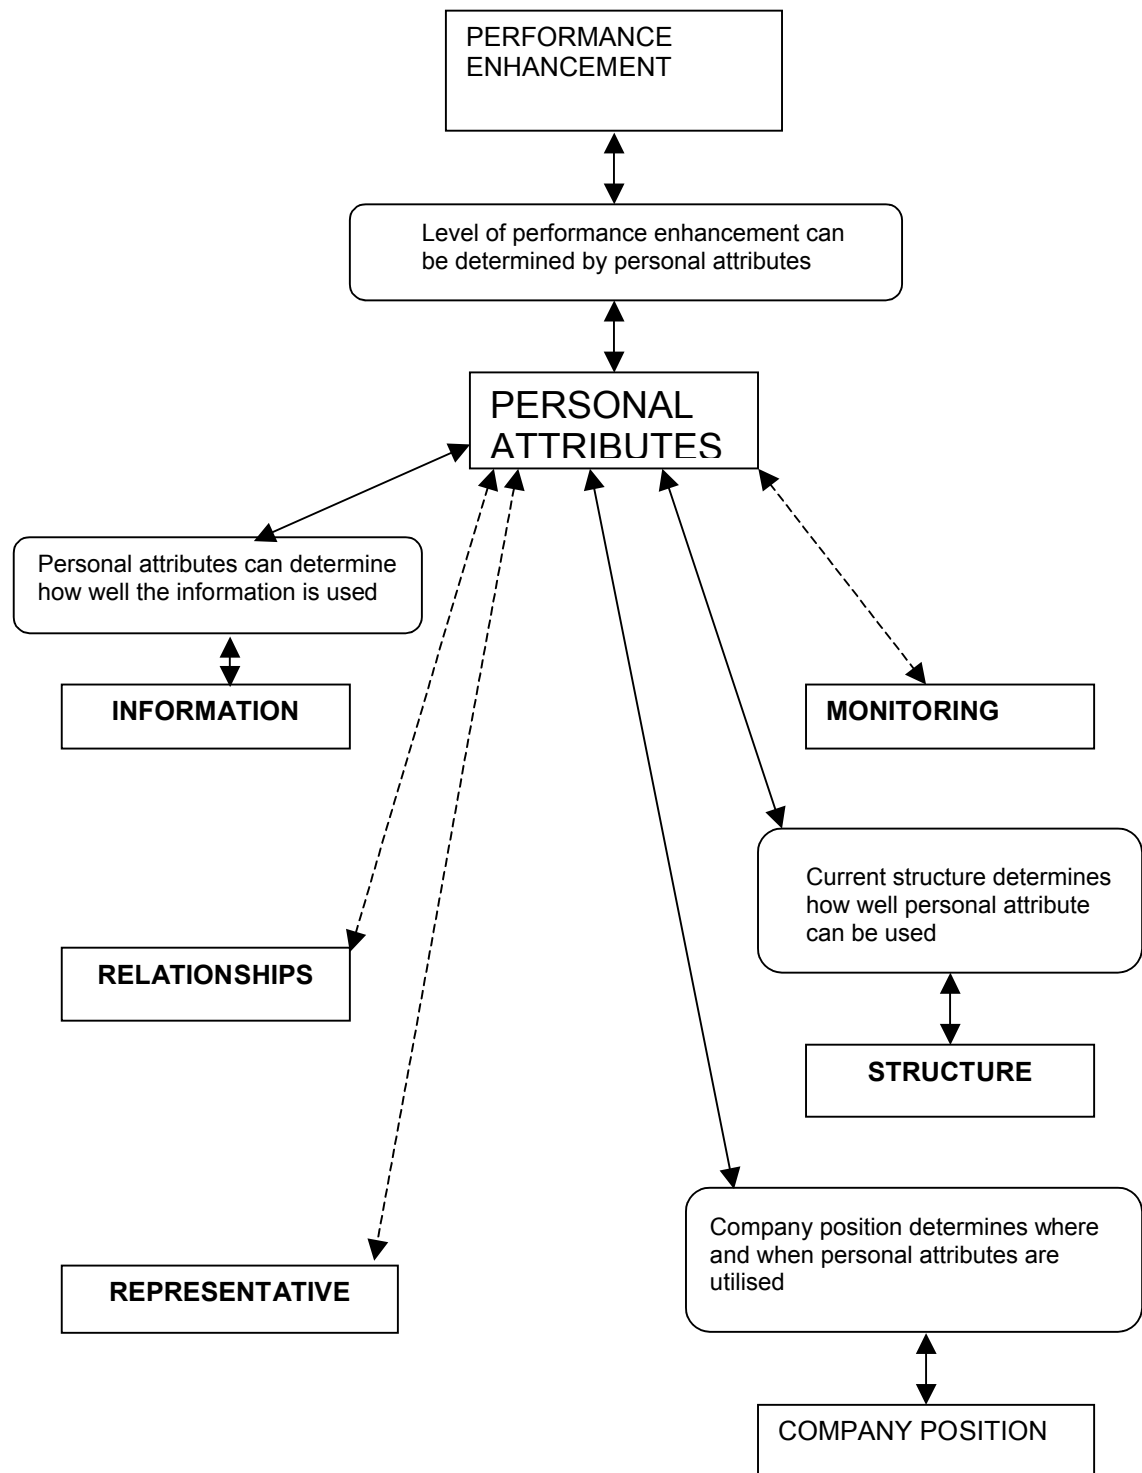 PERFORMANCE
ENHANCEMENT
Level of performance enhancement can
be determined by personal attributes
PERSONAL
ATTRIBUTES
Personal attributes can determine
how well the information is used
INFORMATION
MONITORING
Current structure determines
how well personal attribute
can be used
RELATIONSHIPS
STRUCTURE
Company position determines where
and when personal attributes are
utilised
REPRESENTATIVE
COMPANY POSITION